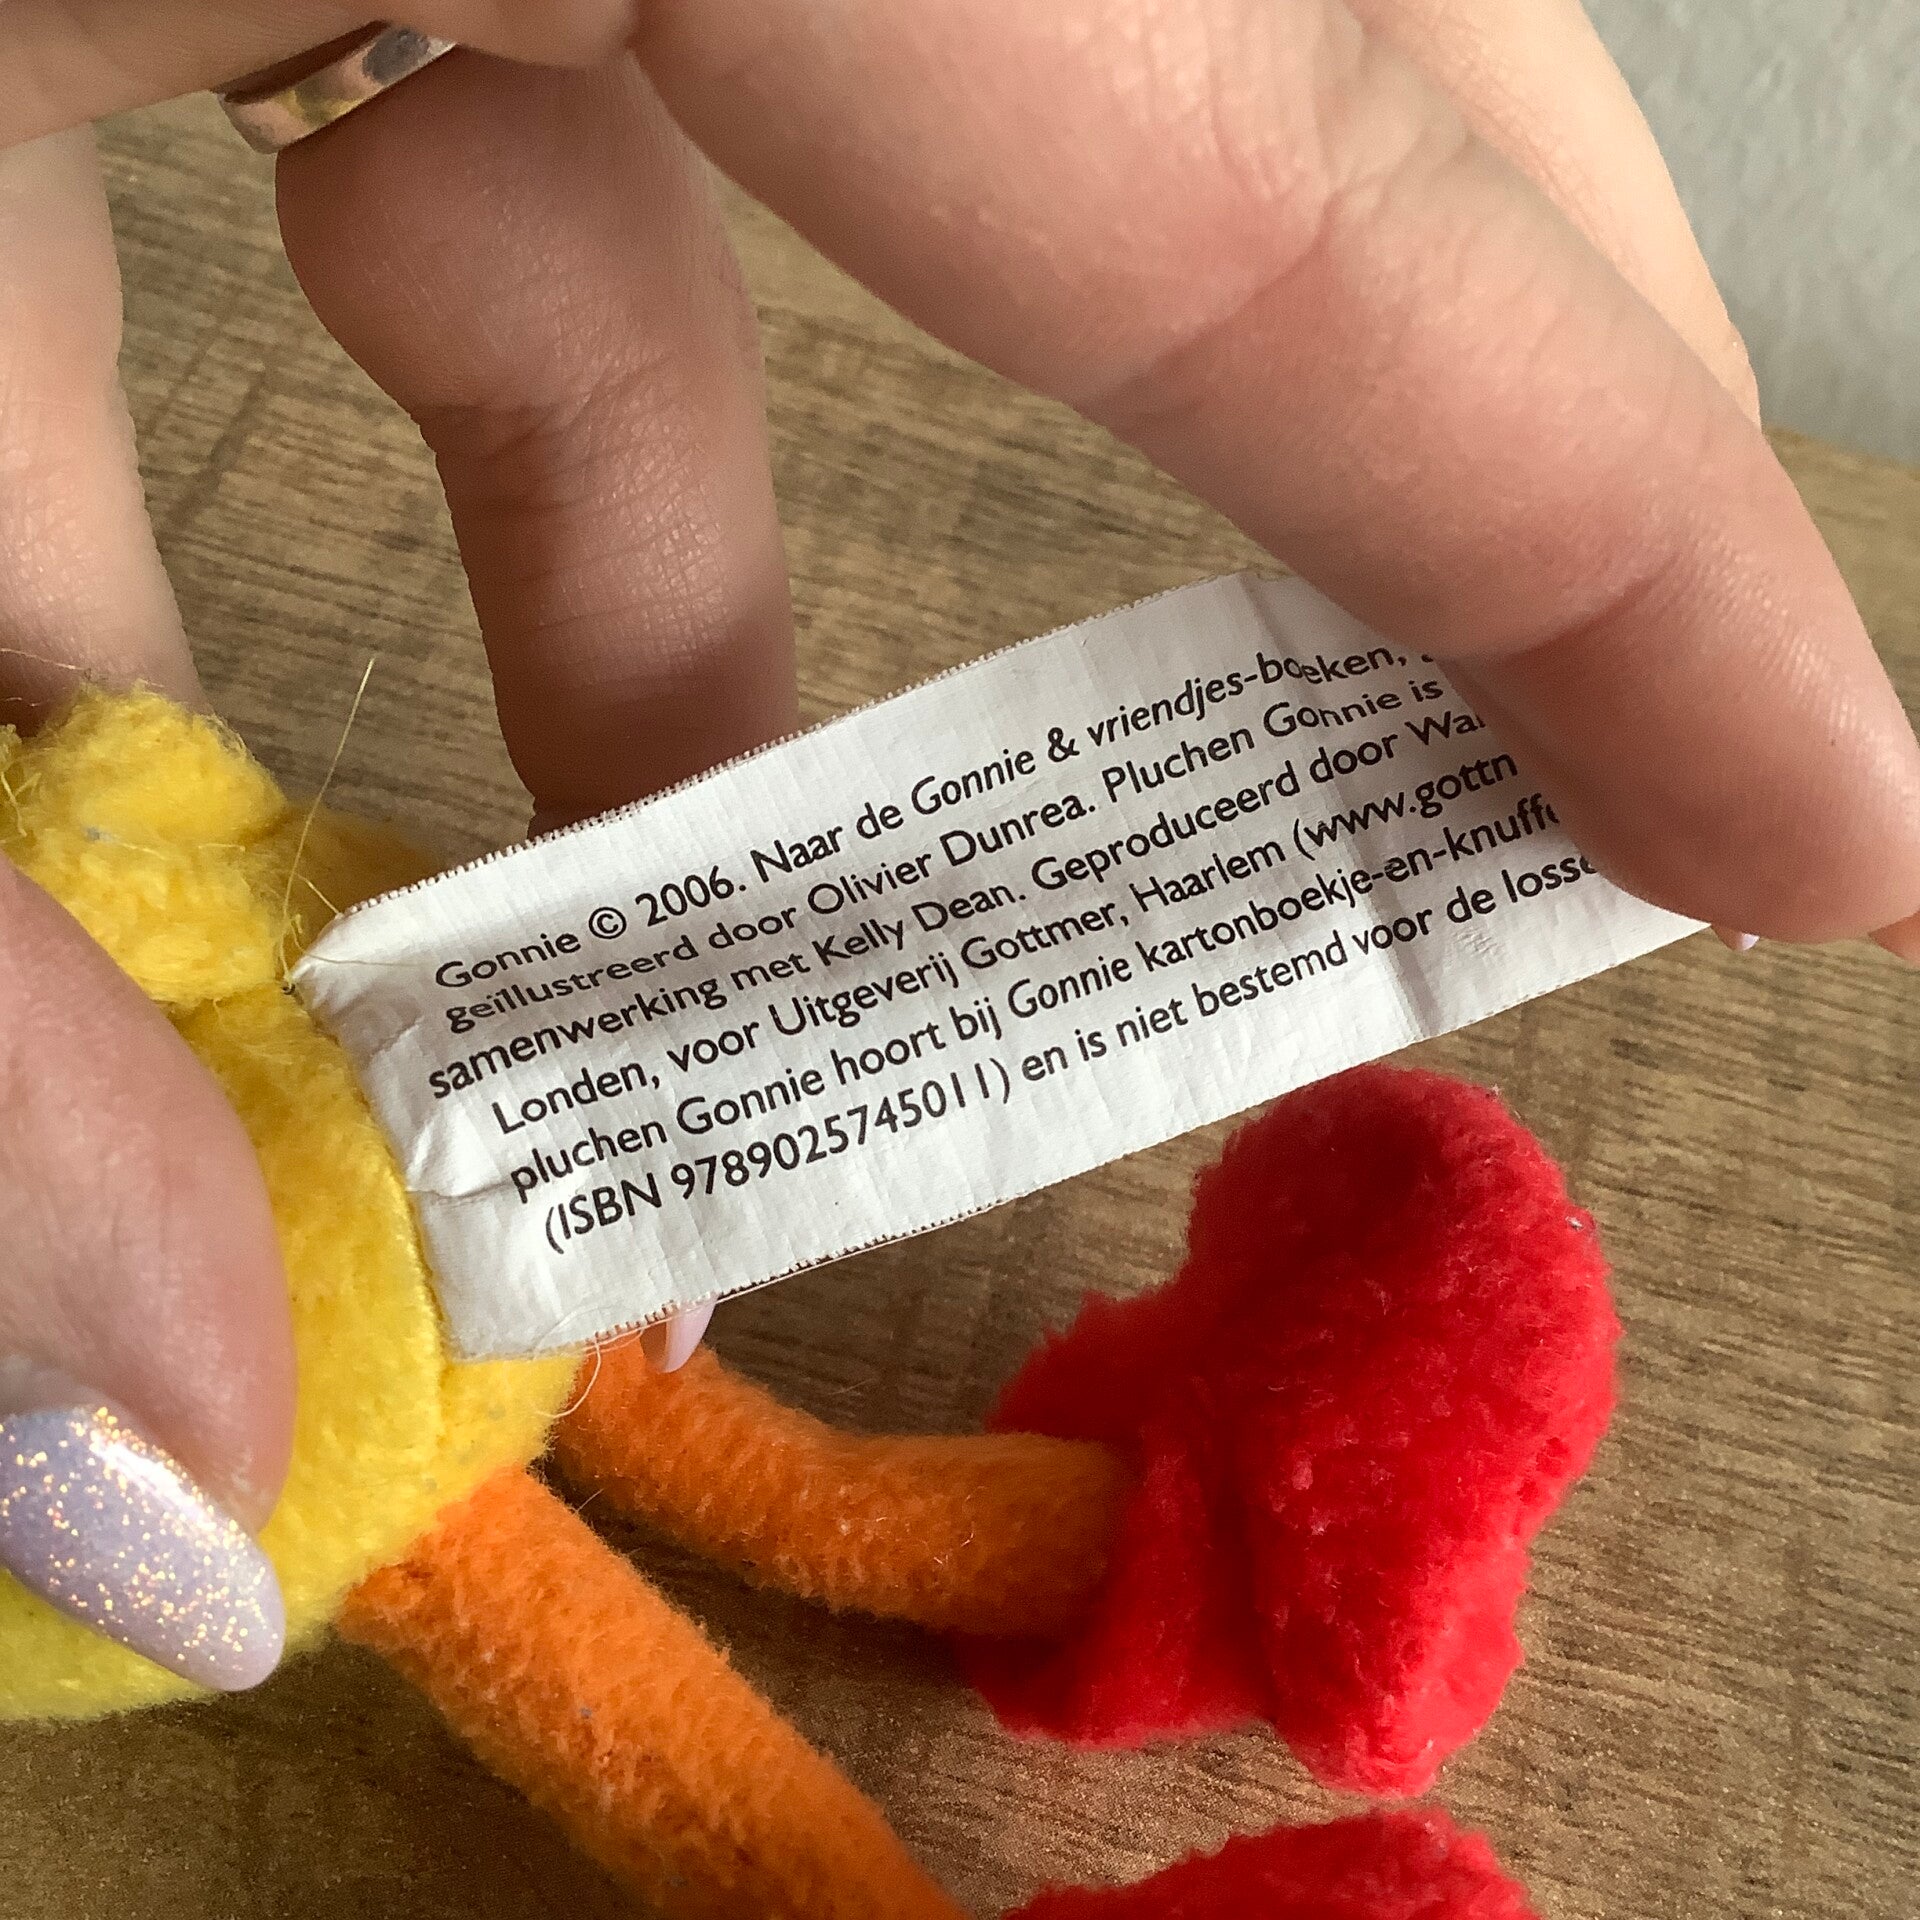 Gonnie © 2006. Naar de Gonnie & vriendjes-boeken,
geïllustreerd door Olivier Dunrea. Pluchen Gonnie is
samenwerking met Kelly Dean. Geproduceerd door
Londen, voor Uitgeverij Gottmer, Haarlem
pluchen Gonnie hoort bij Gonnie kartonboekje-en-
(ISBN 9789025745011) en is niet bestemd voor de